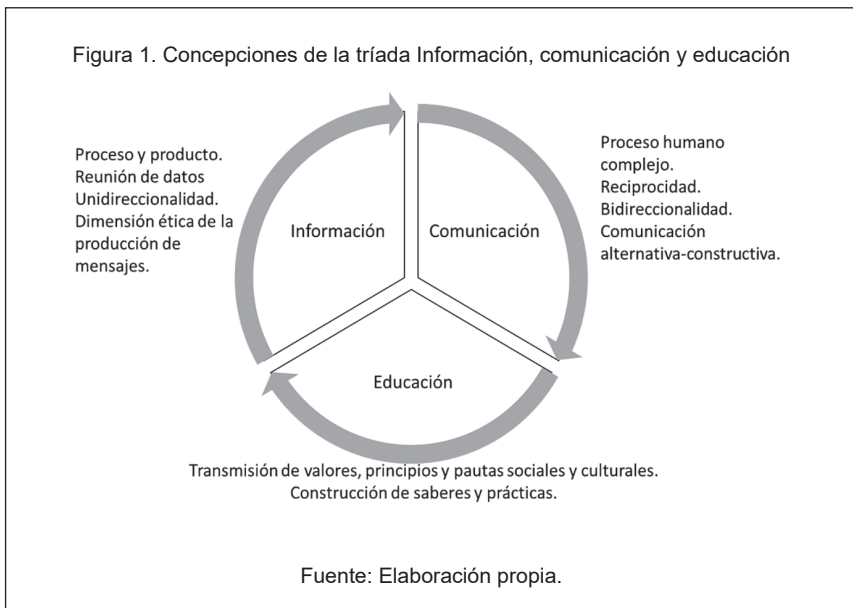 Figura 1. Concepciones de la tríada Información, comunicación y educación
Proceso y producto.
Reunión de datos
Unidireccionalidad.
Dimensión ética de la
producción de
mensajes.
Información
Comunicación
Proceso humano
complejo.
Reciprocidad.
Bidireccionalidad.
Comunicación
alternativa-constructiva.
Educación
Transmisión de valores, principios y pautas sociales y culturales.
Construcción de saberes y prácticas.
Fuente: Elaboración propia.